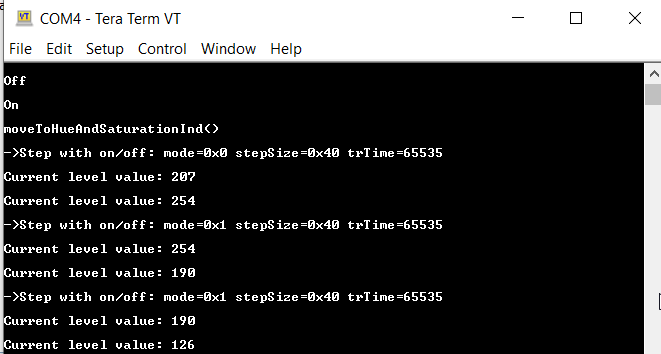 COM4 - Tera Term VT
File Edit Setup Control Window Help
Off
On
moveToHueAndSaturationInd()
->Step with on/off: mode=0x0 stepSize=0x40 trTime=65535
Current level value: 207
Current level value: 254
->Step with on/off: mode=0x1 stepSize=0x40 trTime=65535
Current level value: 254
Current level value: 190
->Step with on/off: mode=0x1 stepSize=0x40 trTime=65535
Current level value: 190
Current level value: 126